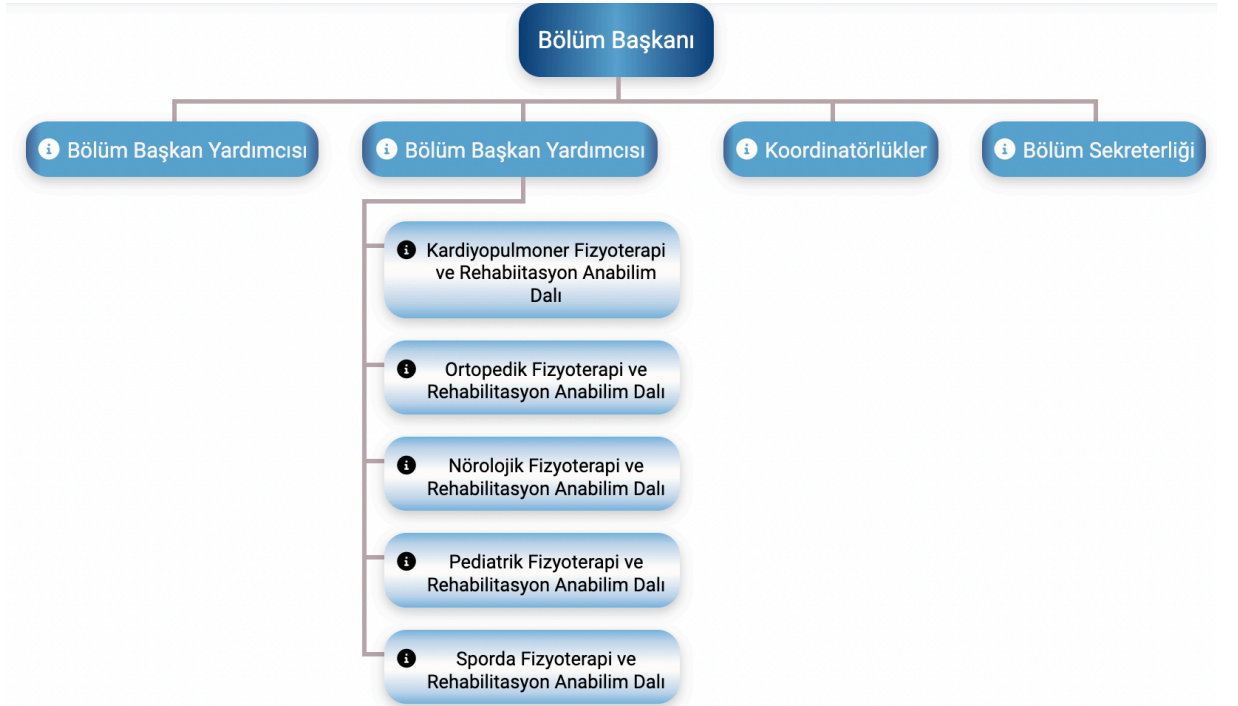 Bölüm Başkanı
Bölüm Başkan Yardımcısı
Bölüm Başkan Yardımcısı
Koordinatörlükler
Bölüm Sekreterliği
Kardiyopulmoner Fizyoterapi
ve Rehabiitasyon Anabilim
Dalı
Ortopedik Fizyoterapi ve
Rehabilitasyon Anabilim Dalı
Nörolojik Fizyoterapi ve
Rehabilitasyon Anabilim Dalı
Pediatrik Fizyoterapi ve
Rehabilitasyon Anabilim Dalı
Sporda Fizyoterapi ve
Rehabilitasyon Anabilim Dalı